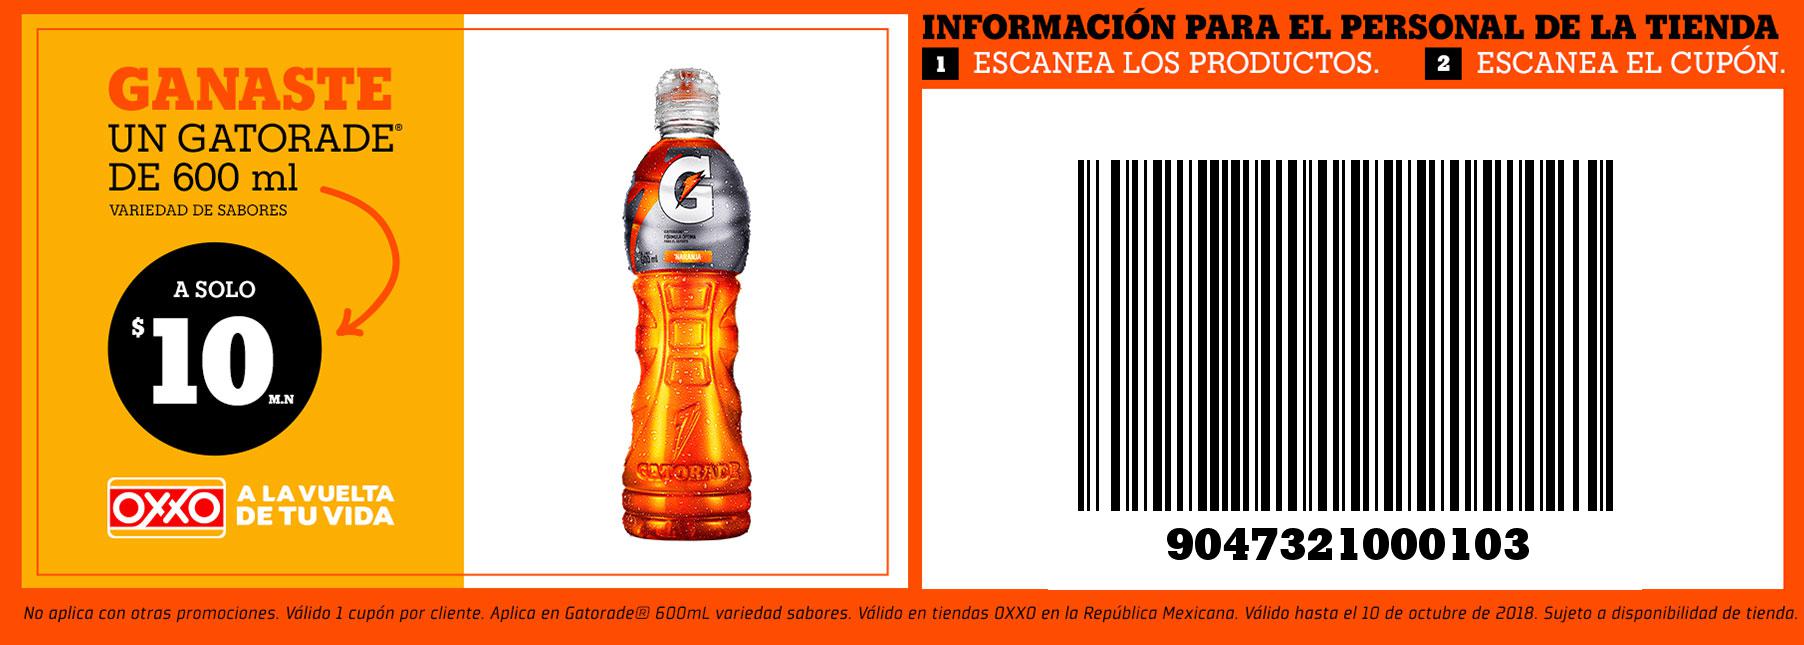 GANASTE
UN GATORADE®
DE 600 ml
VARIEDAD DE SABORES
A SOLO
$10 M.N
OXXO
A LA VUELTA
DE TU VIDA
G
NARANJA
GATORADE
INFORMACIÓN PARA EL PERSONAL DE LA TIENDA
1 ESCANEA LOS PRODUCTOS. 2 ESCANEA EL CUPÓN.
9047321000103
No aplica con otras promociones. Válido 1 cupón por cliente. Aplica en Gatorade® 600mL variedad sabores. Válido en tiendas OXXO en la República Mexicana. Válido hasta el 10 de octubre de 2018. Sujeto a disponibilidad de tienda.